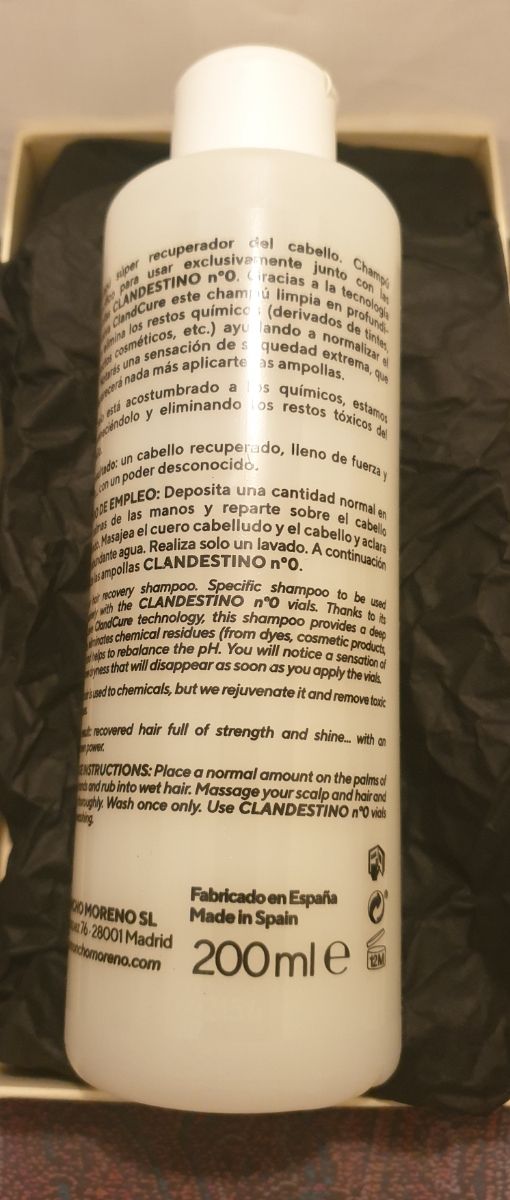 súper recuperador del cabello. Champú
para usar exclusivamente junto con las
CLANDESTINO nº0. Gracias a la tecnología
ClandCure este champú limpia en profundi-
los restos químicos (derivados de tintes,
cosméticos, etc.) ayudando a normalizar el
una sensación de sequedad extrema, que
nada más aplicarte las ampollas.
está acostumbrado a los químicos, estamos
y eliminando los restos tóxicos del
un cabello recuperado, lleno de fuerza y
con un poder desconocido.
DE EMPLEO: Deposita una cantidad normal en
de las manos y reparte sobre el cabello
Masajea el cuero cabelludo y el cabello y aclara
agua. Realiza solo un lavado. A continuación
las ampollas CLANDESTINO nº0.
recovery shampoo. Specific shampoo to be used
with the CLANDESTINO nº0 vials. Thanks to its
ClandCure technology, this shampoo provides a deep
chemical residues (from dyes, cosmetic products,
helps to rebalance the pH. You will notice a sensation of
that will disappear as soon as you apply the vials.
is used to chemicals, but we rejuvenate it and remove toxic
recovered hair full of strength and shine... with an
power.
INSTRUCTIONS: Place a normal amount on the palms of
and rub into wet hair. Massage your scalp and hair and
Wash once only. Use CLANDESTINO nº0 vials
MORENO SL
76 - 28001 Madrid
Fabricado en España
Made in Spain
200 ml e
12M